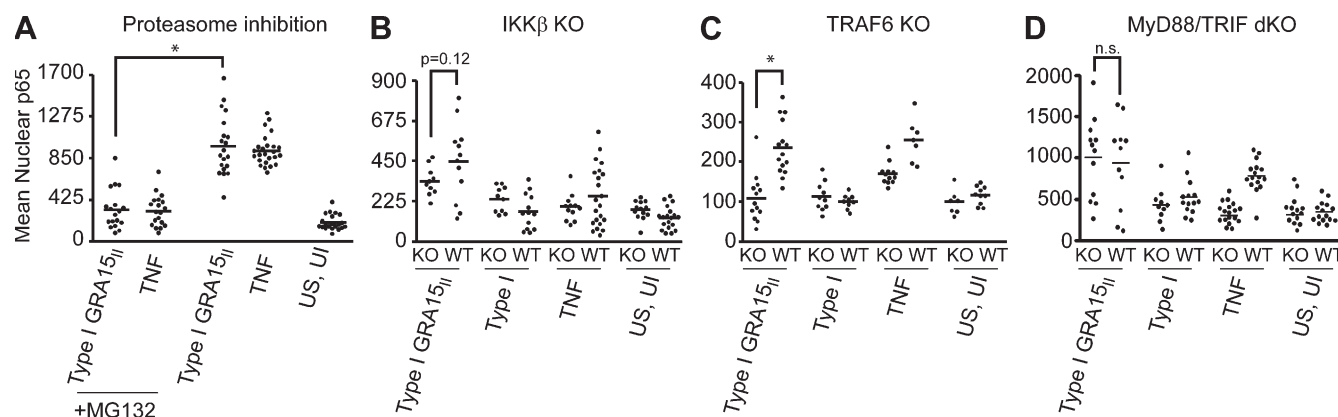 A Proteasome inhibition
*
Mean Nuclear p65
1700
1275
850
425
0
Type I GRA15II
TNF
Type I GRA15II
TNF
US, UI
+MG132
B IKKβ KO
p=0.12
900
675
450
225
0
KO WT KO WT KO WT KO WT
Type I GRA15II
Type I
TNF
US, UI
C TRAF6 KO
*
400
300
200
100
0
KO WT KO WT KO WT KO WT
Type I GRA15II
Type I
TNF
US, UI
D MyD88/TRIF dKO
n.s.
2000
1500
1000
500
0
KO WT KO WT KO WT KO WT
Type I GRA15II
Type I
TNF
US, UI